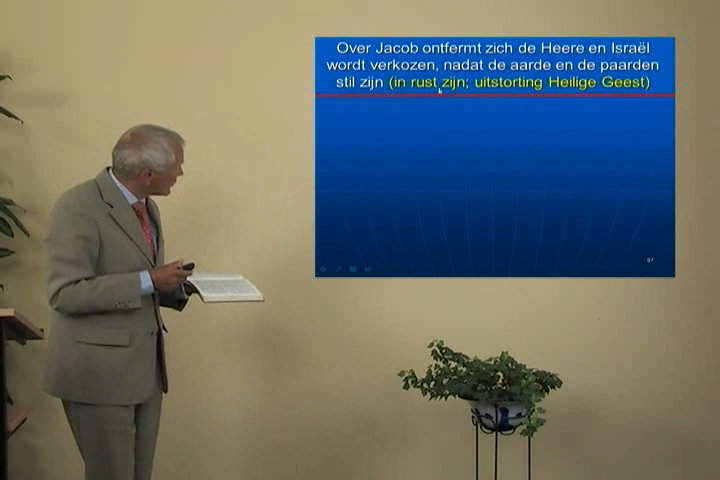 Over Jacob ontfermt zich de Heere en Israël
wordt verkozen, nadat de aarde en de paarden
stil zijn (in rust zijn; uitstorting Heilige Geest)
97